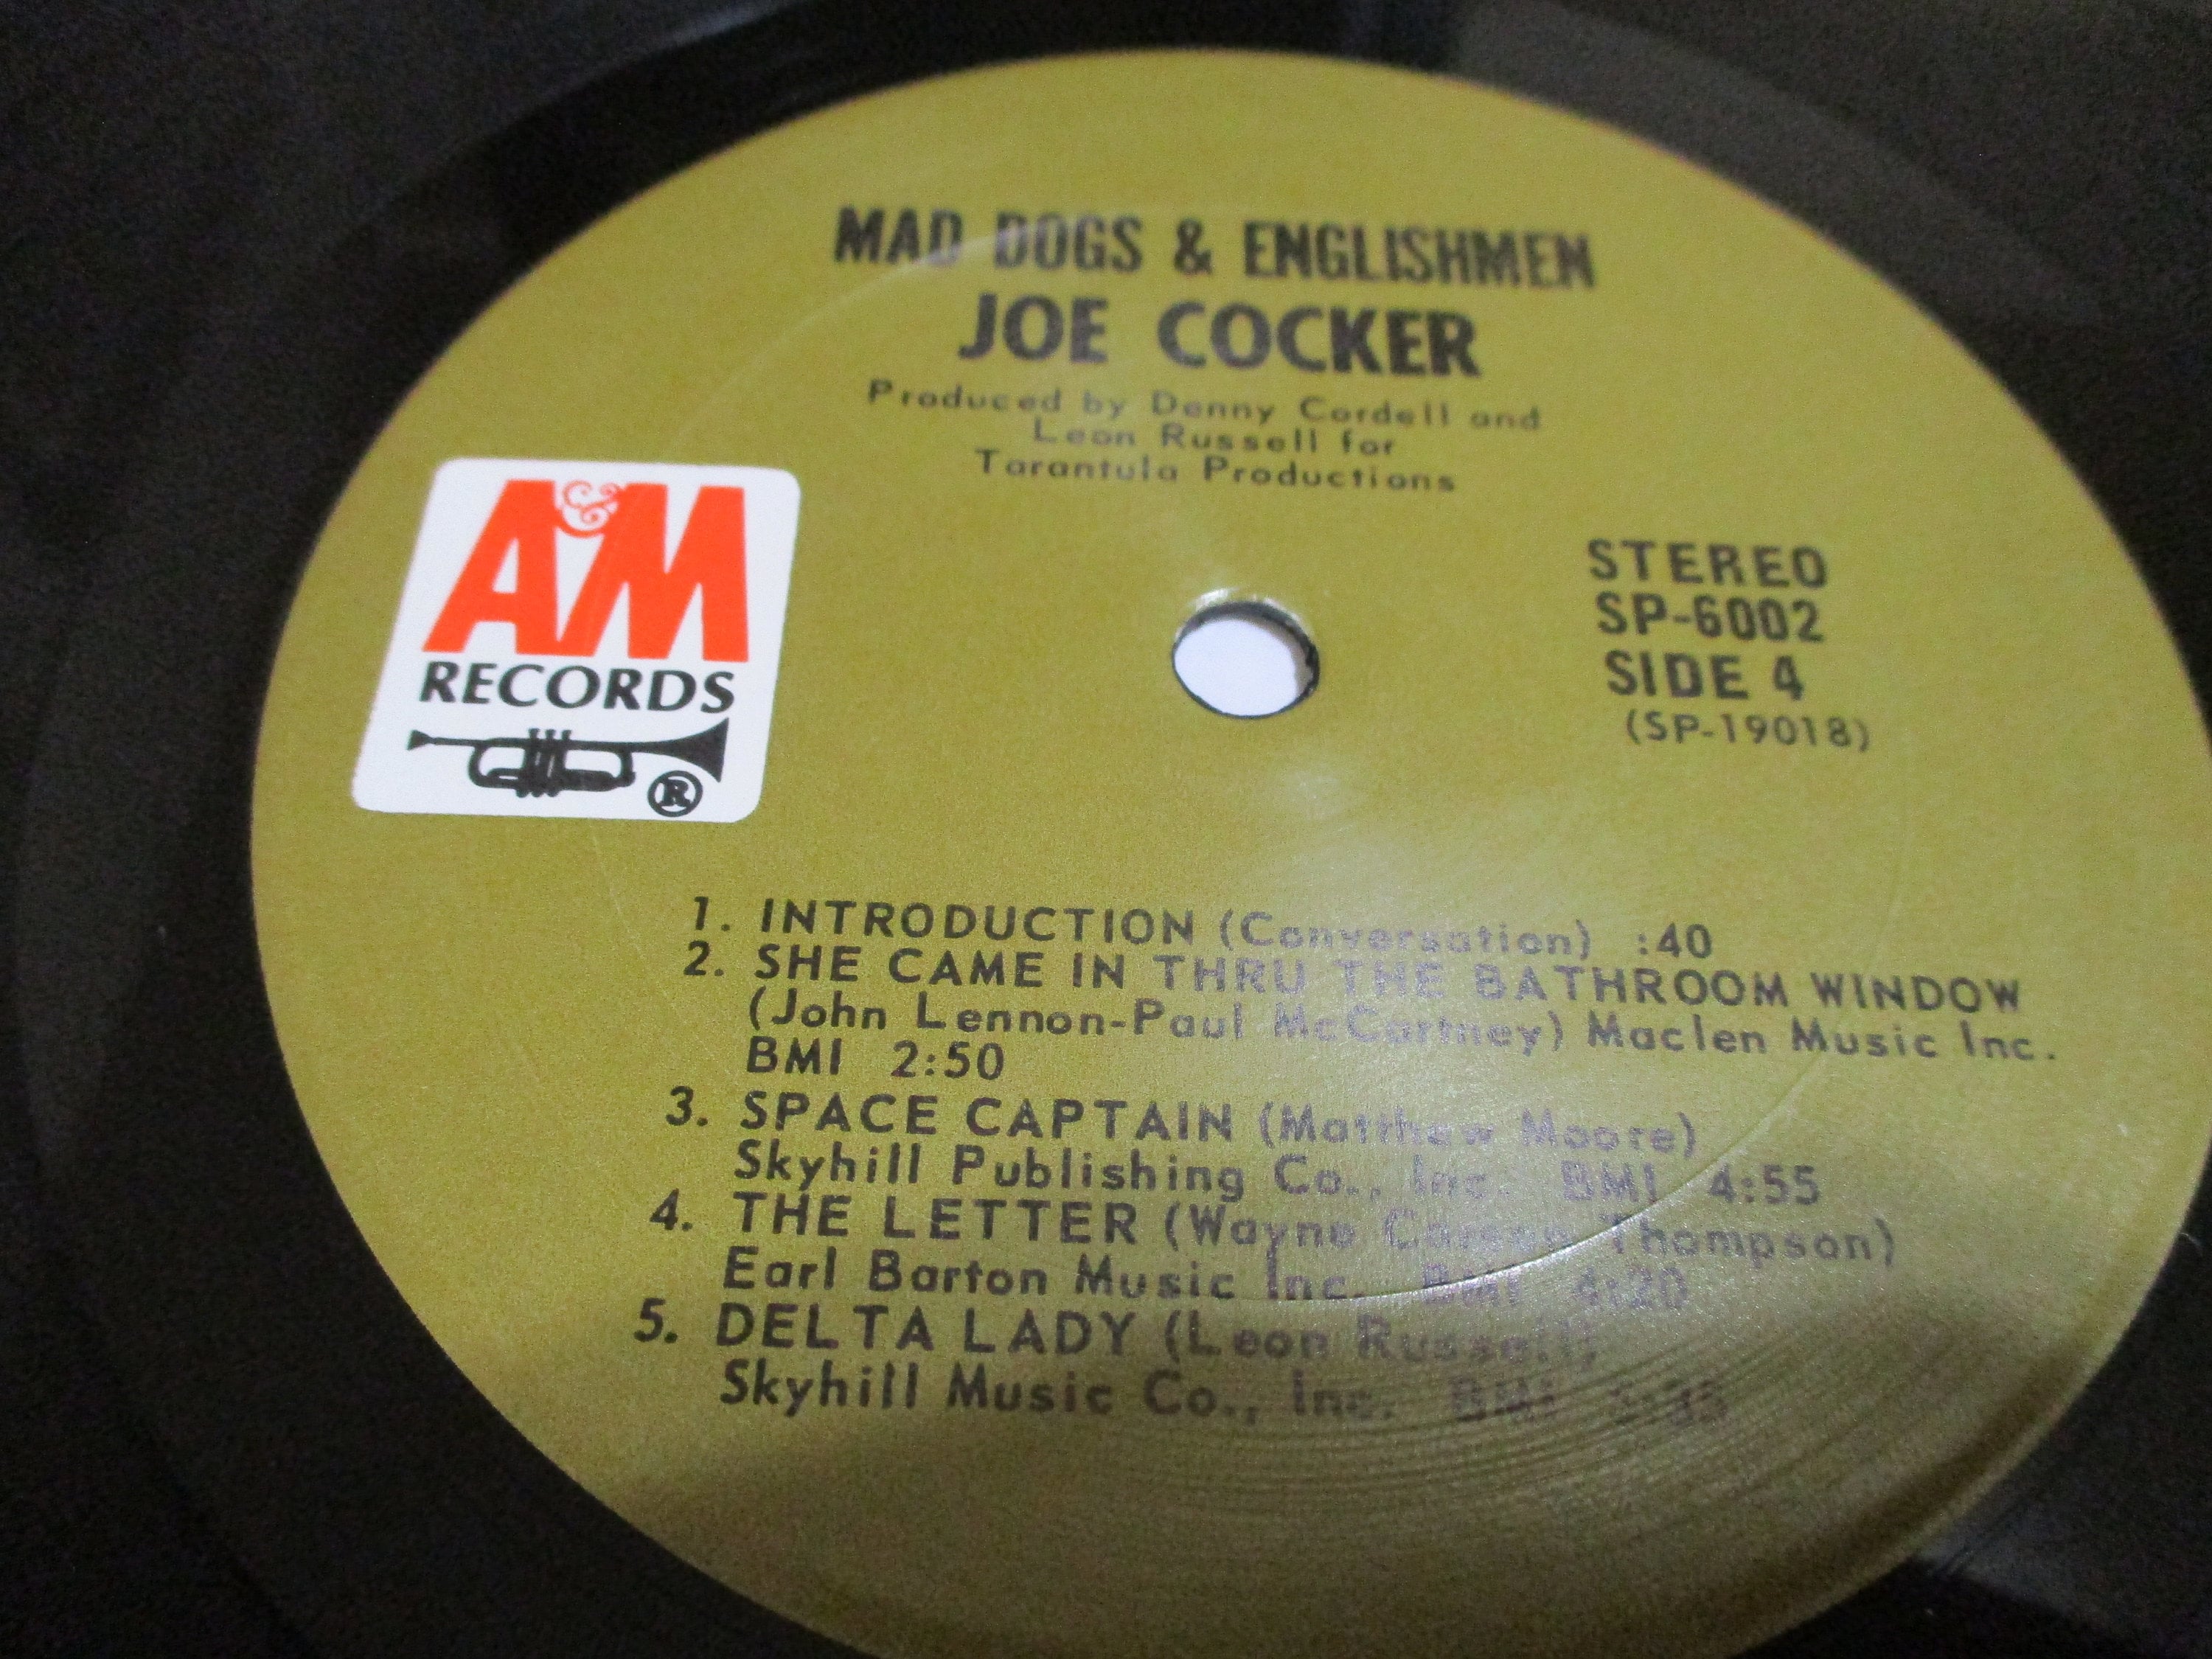 MAD DOGS & ENGLISHMEN
JOE COCKER
Produced by Denny Cordell and
Leon Russell for
Tarantula Productions
A&M
RECORDS
®
STEREO
SP-6002
SIDE 4
(SP-19018)
1. INTRODUCTION (Conversation) :40
2. SHE CAME IN THRU THE BATHROOM WINDOW
(John Lennon-Paul McCartney) Maclen Music Inc.
BMI 2:50
3. SPACE CAPTAIN (Matthew Moore)
Skyhill Publishing Co., Inc. BMI 4:55
4. THE LETTER (Wayne Carson Thompson)
Earl Barton Music Inc. BMI 4:20
5. DELTA LADY (Leon Russell)
Skyhill Music Co., Inc. BMI